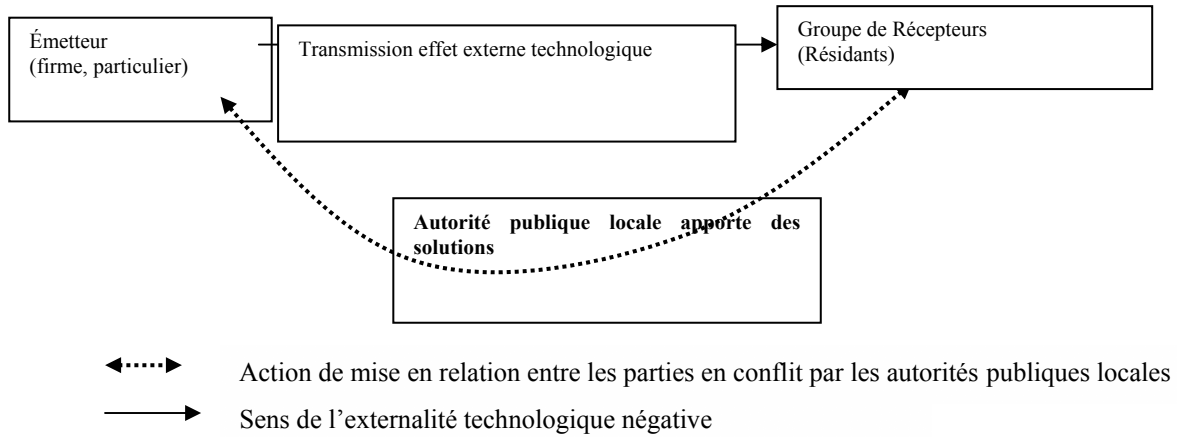 Émetteur
(firme, particulier)
Transmission effet externe technologique
Groupe de Récepteurs
(Résidants)
Autorité publique locale apporte des
solutions
Action de mise en relation entre les parties en conflit par les autorités publiques locales
Sens de l’externalité technologique négative